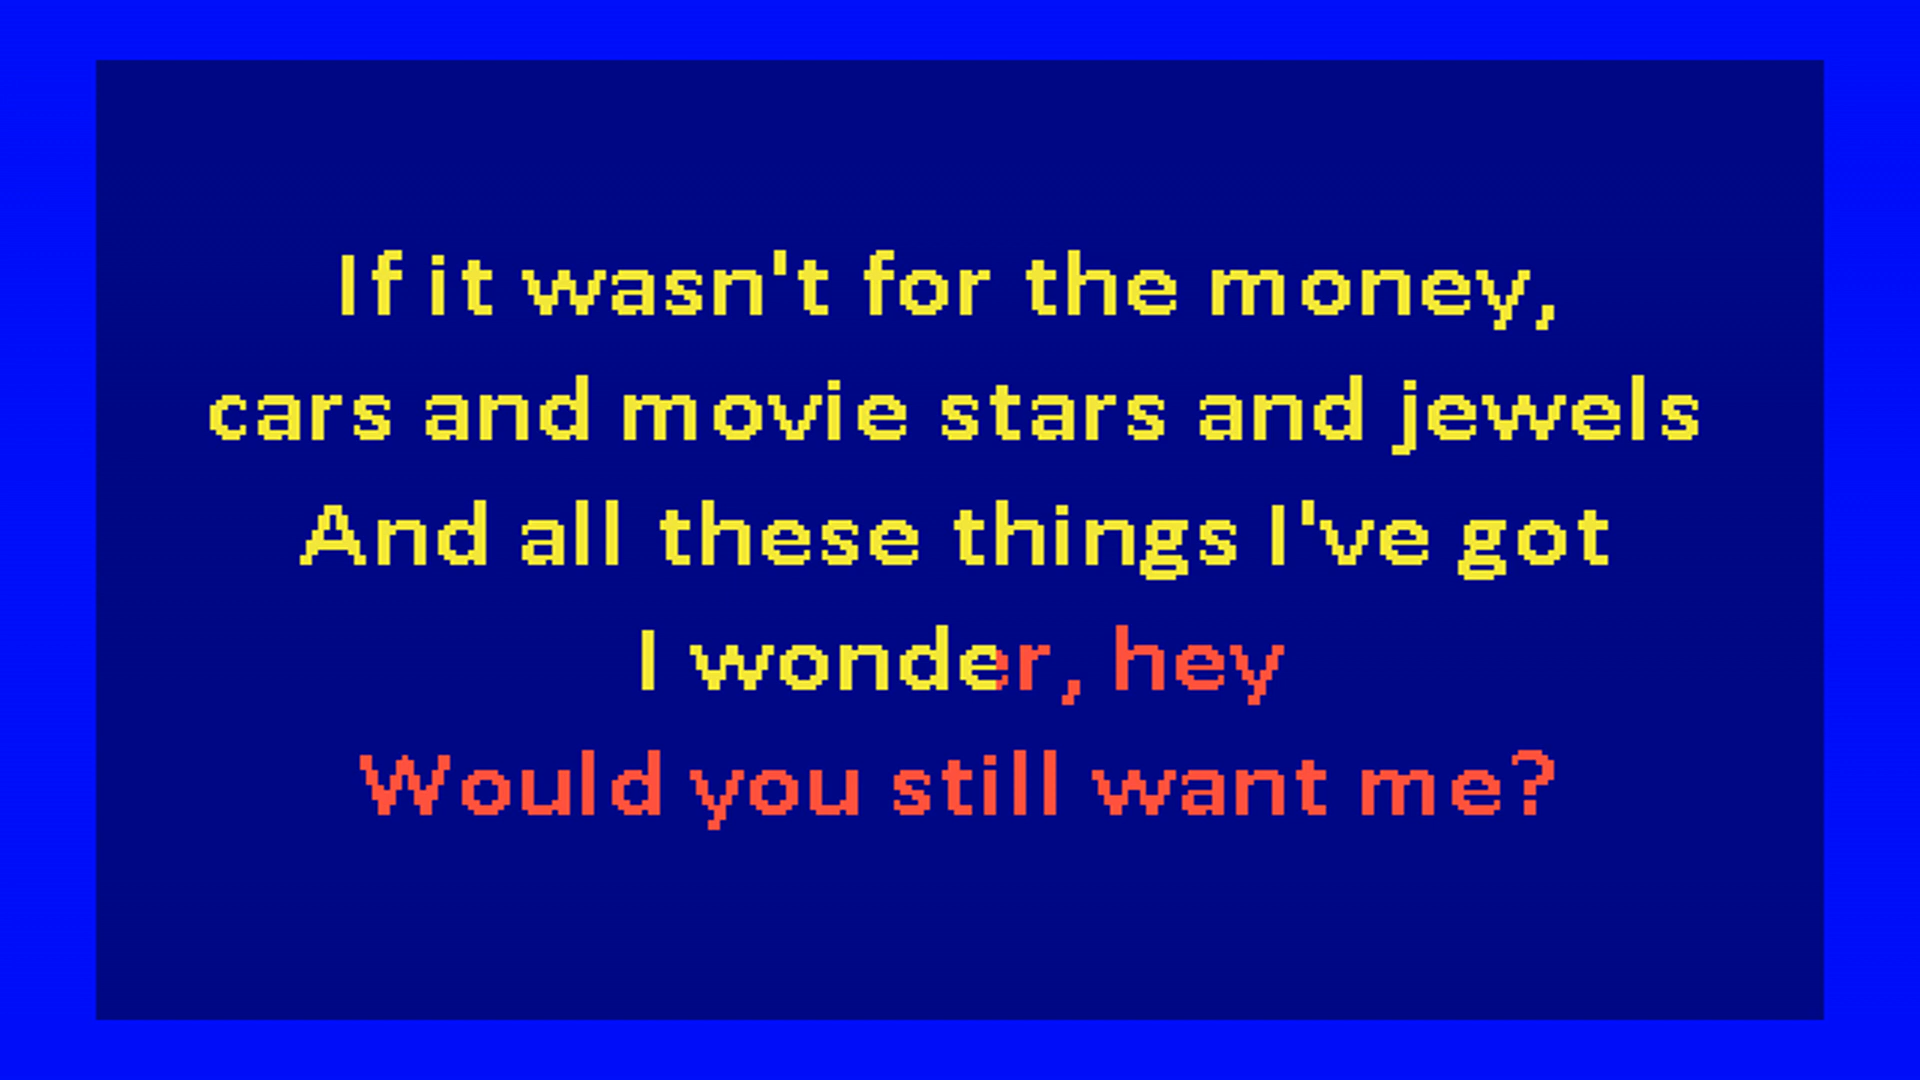 If it wasn't for the money,
cars and movie stars and jewels
And all these things I've got
I wonder, hey
Would you still want me?